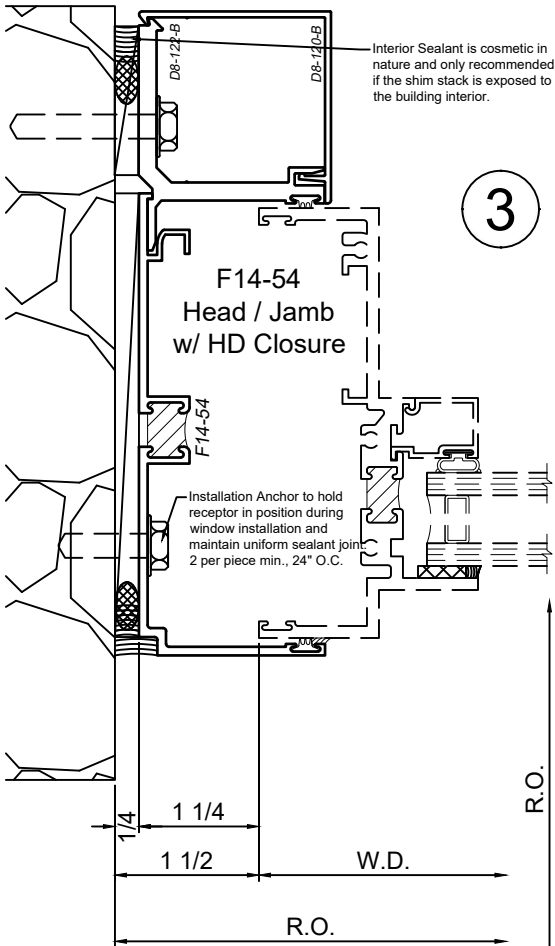 Interior Sealant is cosmetic in
nature and only recommended
if the shim stack is exposed to
the building interior.
D8-122-B
D8-120-B
3
F14-54
Head / Jamb
w/ HD Closure
F14-54
Installation Anchor to hold
receptor in position during
window installation and
maintain uniform sealant joint.
2 per piece min., 24" O.C.
1/4
1 1/4
1 1/2
W.D.
R.O.
R.O.